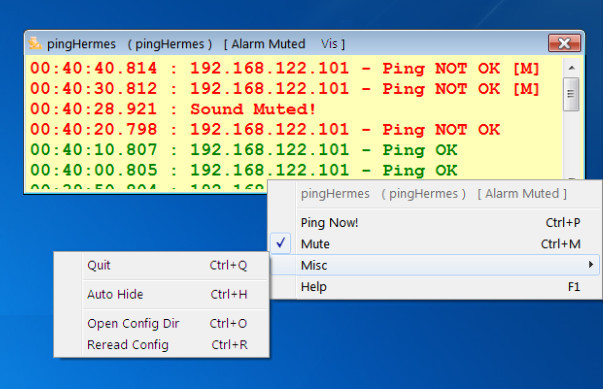 pingHermes ( pingHermes ) [ Alarm Muted Vis ]
00:40:40.814 : 192.168.122.101 - Ping NOT OK [M]
00:40:30.812 : 192.168.122.101 - Ping NOT OK [M]
00:40:28.921 : Sound Muted!
00:40:20.798 : 192.168.122.101 - Ping NOT OK
00:40:10.807 : 192.168.122.101 - Ping OK
00:40:00.805 : 192.168.122.101 - Ping OK
pingHermes ( pingHermes ) [ Alarm Muted ]
Ping Now! Ctrl+P
Mute Ctrl+M
Misc
Help F1
Quit Ctrl+Q
Auto Hide Ctrl+H
Open Config Dir Ctrl+O
Reread Config Ctrl+R